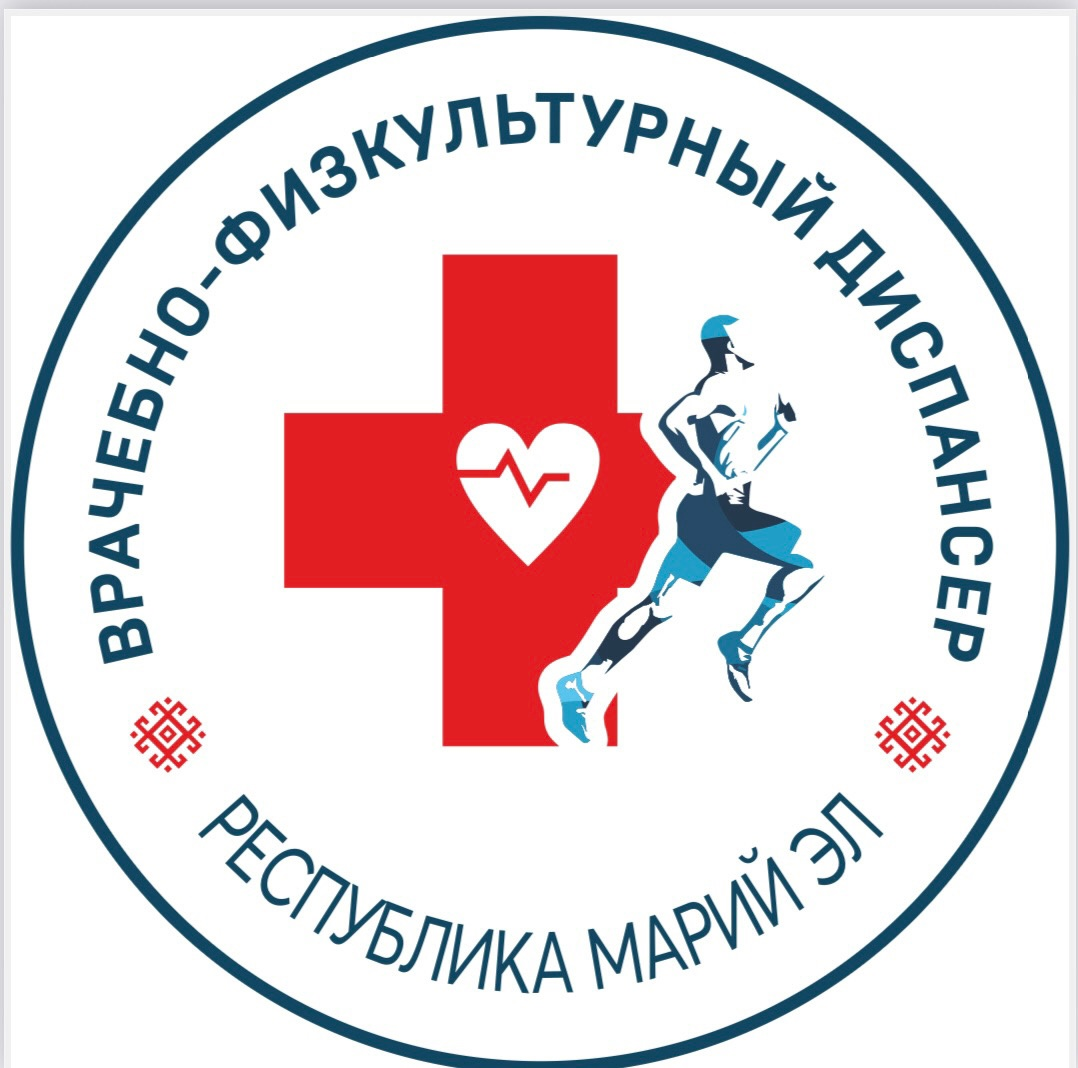 ВРАЧЕБНО-ФИЗКУЛЬТУРНЫЙ ДИСПАНСЕР
РЕСПУБЛИКА МАРИЙ ЭЛ